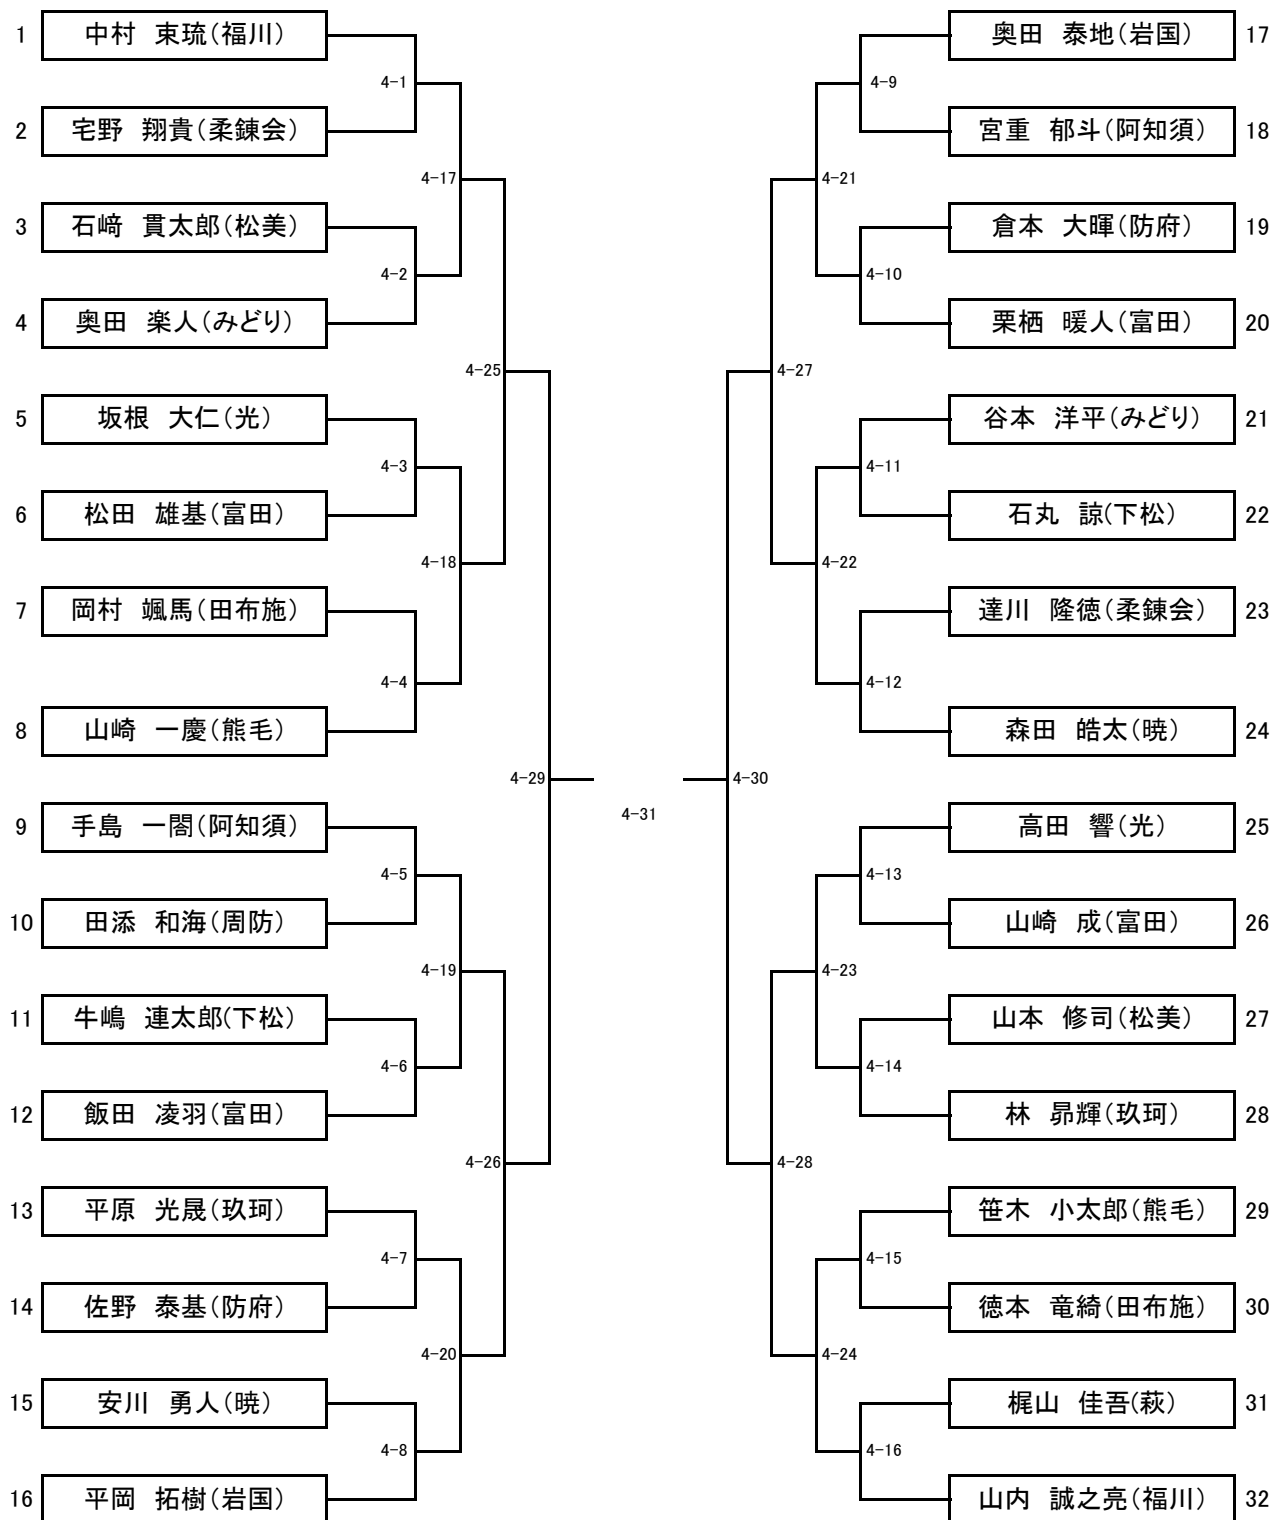 1 中村 束琉(福川)
4-1
2 宅野 翔貴(柔錬会)
4-17
3 石﨑 貫太郎(松美)
4-2
4 奥田 楽人(みどり)
4-25
5 坂根 大仁(光)
4-3
6 松田 雄基(富田)
4-18
7 岡村 颯馬(田布施)
4-4
8 山崎 一慶(熊毛)
4-29
9 手島 一閤(阿知須)
4-5
10 田添 和海(周防)
4-19
11 牛嶋 連太郎(下松)
4-6
12 飯田 凌羽(富田)
4-26
13 平原 光晟(玖珂)
4-7
14 佐野 泰基(防府)
4-20
15 安川 勇人(暁)
4-8
16 平岡 拓樹(岩国)
4-31
奥田 泰地(岩国) 17
4-9
宮重 郁斗(阿知須) 18
4-21
倉本 大暉(防府) 19
4-10
栗栖 暖人(富田) 20
4-27
谷本 洋平(みどり) 21
4-11
石丸 諒(下松) 22
4-22
達川 隆徳(柔錬会) 23
4-12
森田 皓太(暁) 24
4-30
高田 響(光) 25
4-13
山崎 成(富田) 26
4-23
山本 修司(松美) 27
4-14
林 昴輝(玖珂) 28
4-28
笹木 小太郎(熊毛) 29
4-15
徳本 竜綺(田布施) 30
4-24
梶山 佳吾(萩) 31
4-16
山内 誠之亮(福川) 32